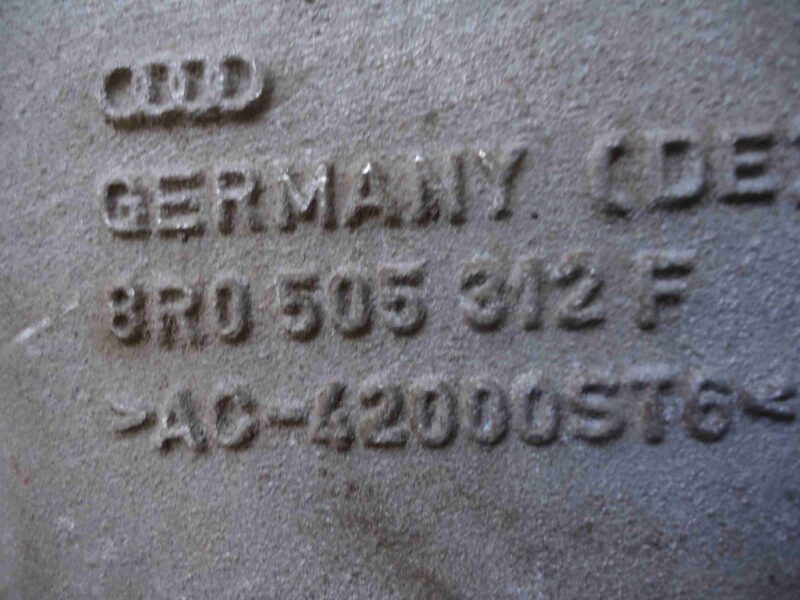 GERMANY (DE)
8R0 505 312 F
>AC-42000ST6<